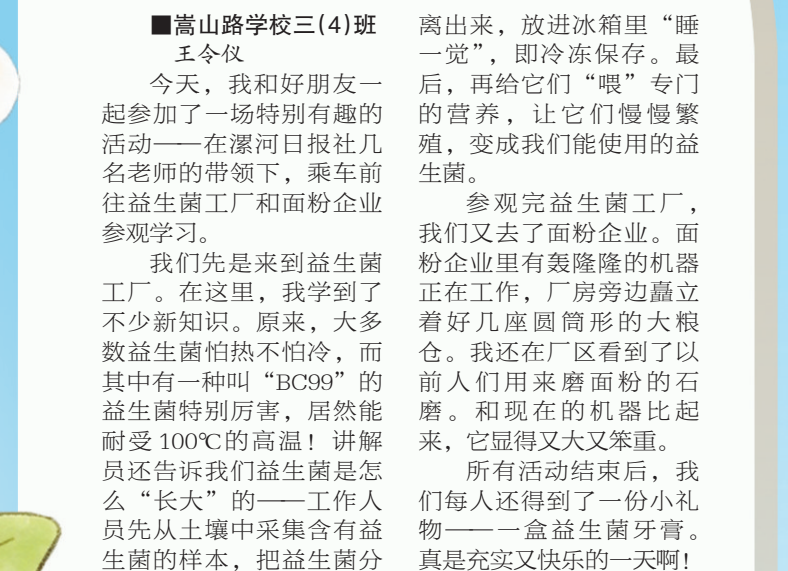 ■嵩山路学校三(4)班
王令仪
今天，我和好朋友一
起参加了一场特别有趣的
活动——在漯河日报社几
名老师的带领下，乘车前
往益生菌工厂和面粉企业
参观学习。
我们先是来到益生菌
工厂。在这里，我学到了
不少新知识。原来，大多
数益生菌怕热不怕冷，而
其中有一种叫“BC99”的
益生菌特别厉害，居然能
耐受100℃的高温！讲解
员还告诉我们益生菌是怎
么“长大”的——工作人
员先从土壤中采集含有益
生菌的样本，把益生菌分
离出来，放进冰箱里“睡
一觉”，即冷冻保存。最
后，再给它们“喂”专门
的营养，让它们慢慢繁
殖，变成我们能使用的益
生菌。
参观完益生菌工厂，
我们又去了面粉企业。面
粉企业里有轰隆隆的机器
正在工作，厂房旁边矗立
着好几座圆筒形的大粮
仓。我还在厂区看到了以
前人们用来磨面粉的石
磨。和现在的机器比起
来，它显得又大又笨重。
所有活动结束后，我
们每人还得到了一份小礼
物——一盒益生菌牙膏。
真是充实又快乐的一天啊！